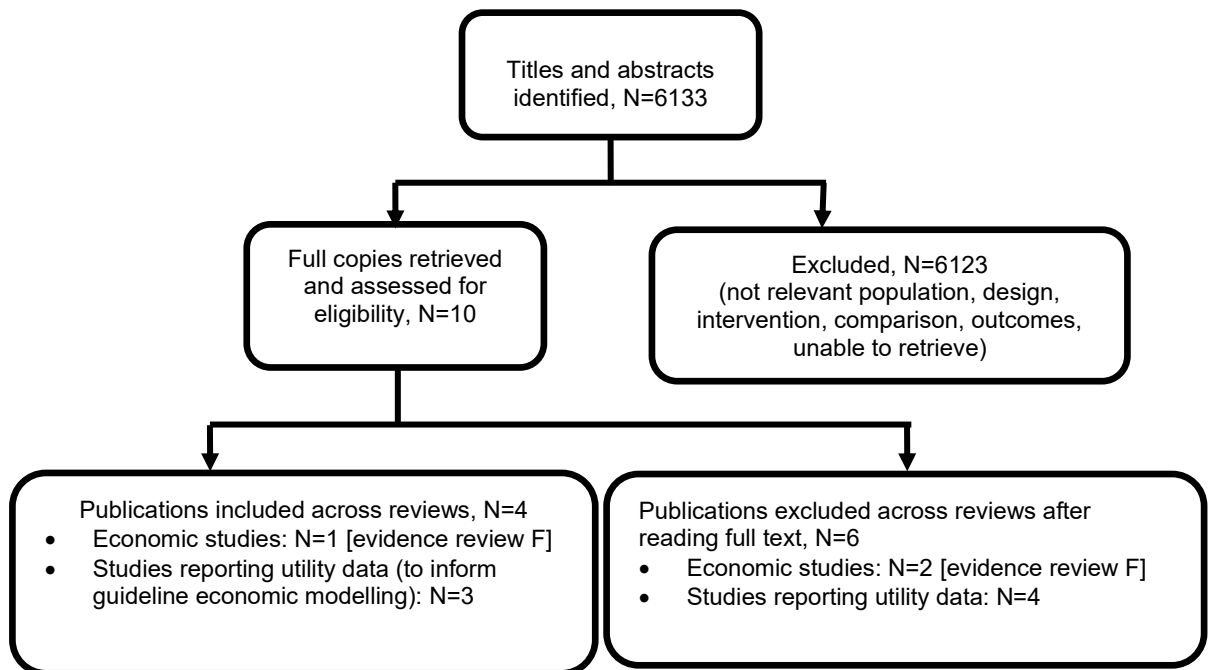 Titles and abstracts
identified, N=6133
Full copies retrieved
and assessed for
eligibility, N=10
Excluded, N=6123
(not relevant population, design,
intervention, comparison, outcomes,
unable to retrieve)
Publications included across reviews, N=4
• Economic studies: N=1 [evidence review F]
• Studies reporting utility data (to inform
guideline economic modelling): N=3
Publications excluded across reviews after
reading full text, N=6
• Economic studies: N=2 [evidence review F]
• Studies reporting utility data: N=4